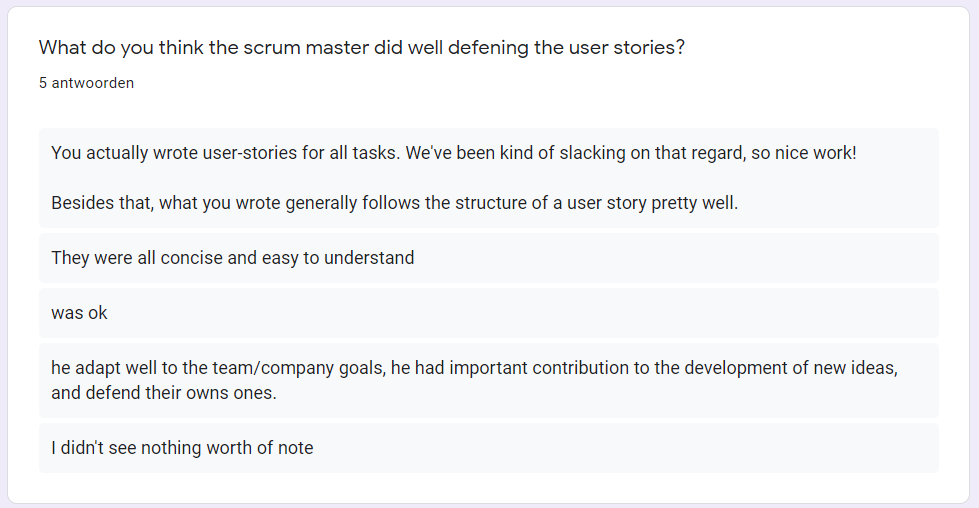 What do you think the scrum master did well defening the user stories?
5 antwoorden
You actually wrote user-stories for all tasks. We've been kind of slacking on that regard, so nice work!
Besides that, what you wrote generally follows the structure of a user story pretty well.
They were all concise and easy to understand
was ok
he adapt well to the team/company goals, he had important contribution to the development of new ideas,
and defend their owns ones.
I didn't see nothing worth of note